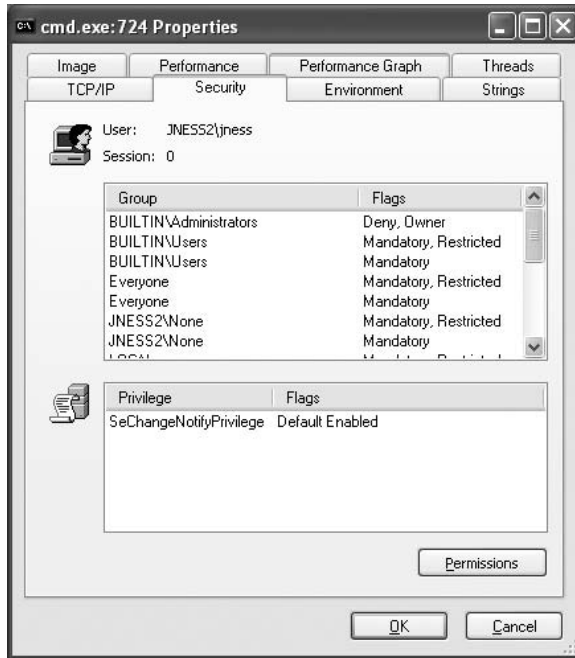 cmd.exe:724 Properties
Image Performance Performance Graph Threads
TCP/IP Security Environment Strings
User: JNESS2\jness
Session: 0
Group Flags
BUILTIN\Administrators Deny, Owner
BUILTIN\Users Mandatory, Restricted
BUILTIN\Users Mandatory
Everyone Mandatory, Restricted
Everyone Mandatory
JNESS2\None Mandatory, Restricted
JNESS2\None Mandatory
Privilege Flags
SeChangeNotifyPrivilege Default Enabled
Permissions
OK Cancel